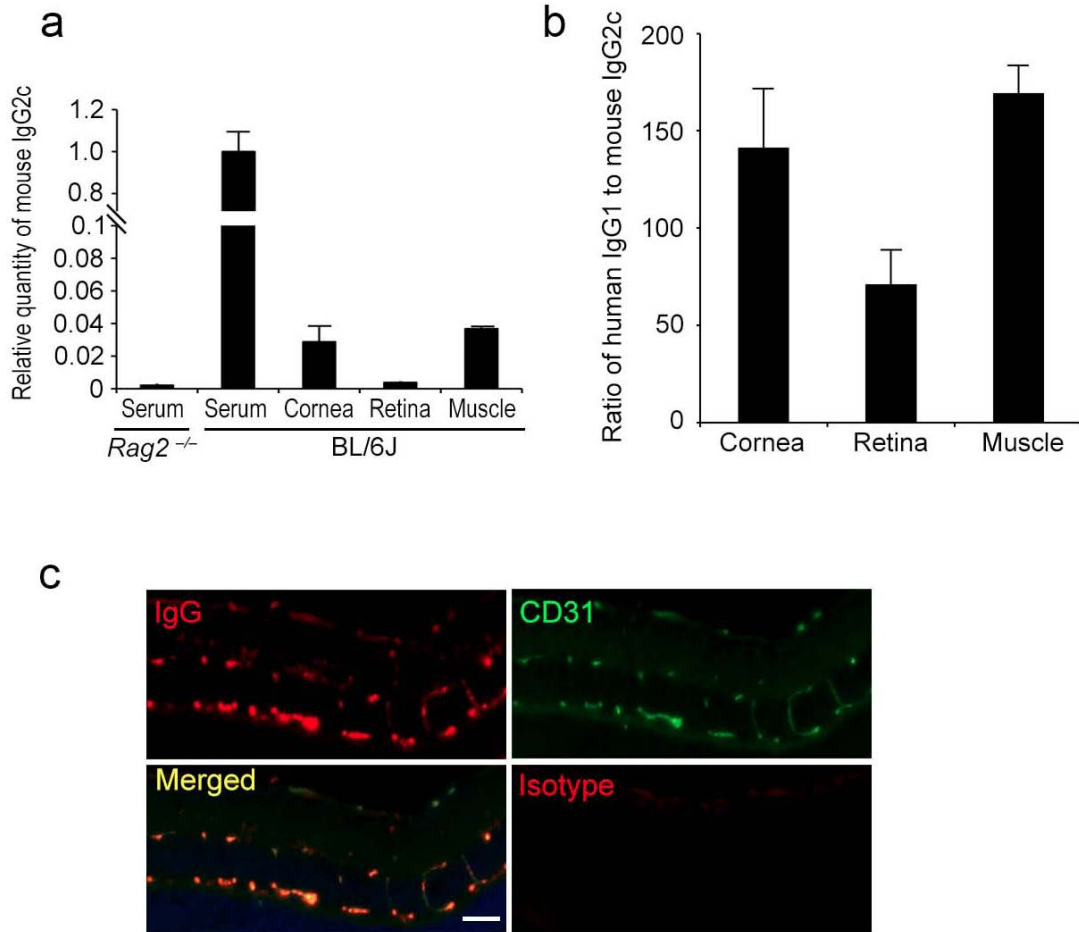 a
Relative quantity of mouse IgG2c
1.2
1.0
0.8
0.1
0.08
0.06
0.04
0.02
0
Serum Serum Cornea Retina Muscle
Rag2 −/− BL/6J
b
Ratio of human IgG1 to mouse IgG2c
200
150
100
50
0
Cornea Retina Muscle
c
IgG
CD31
Merged
Isotype